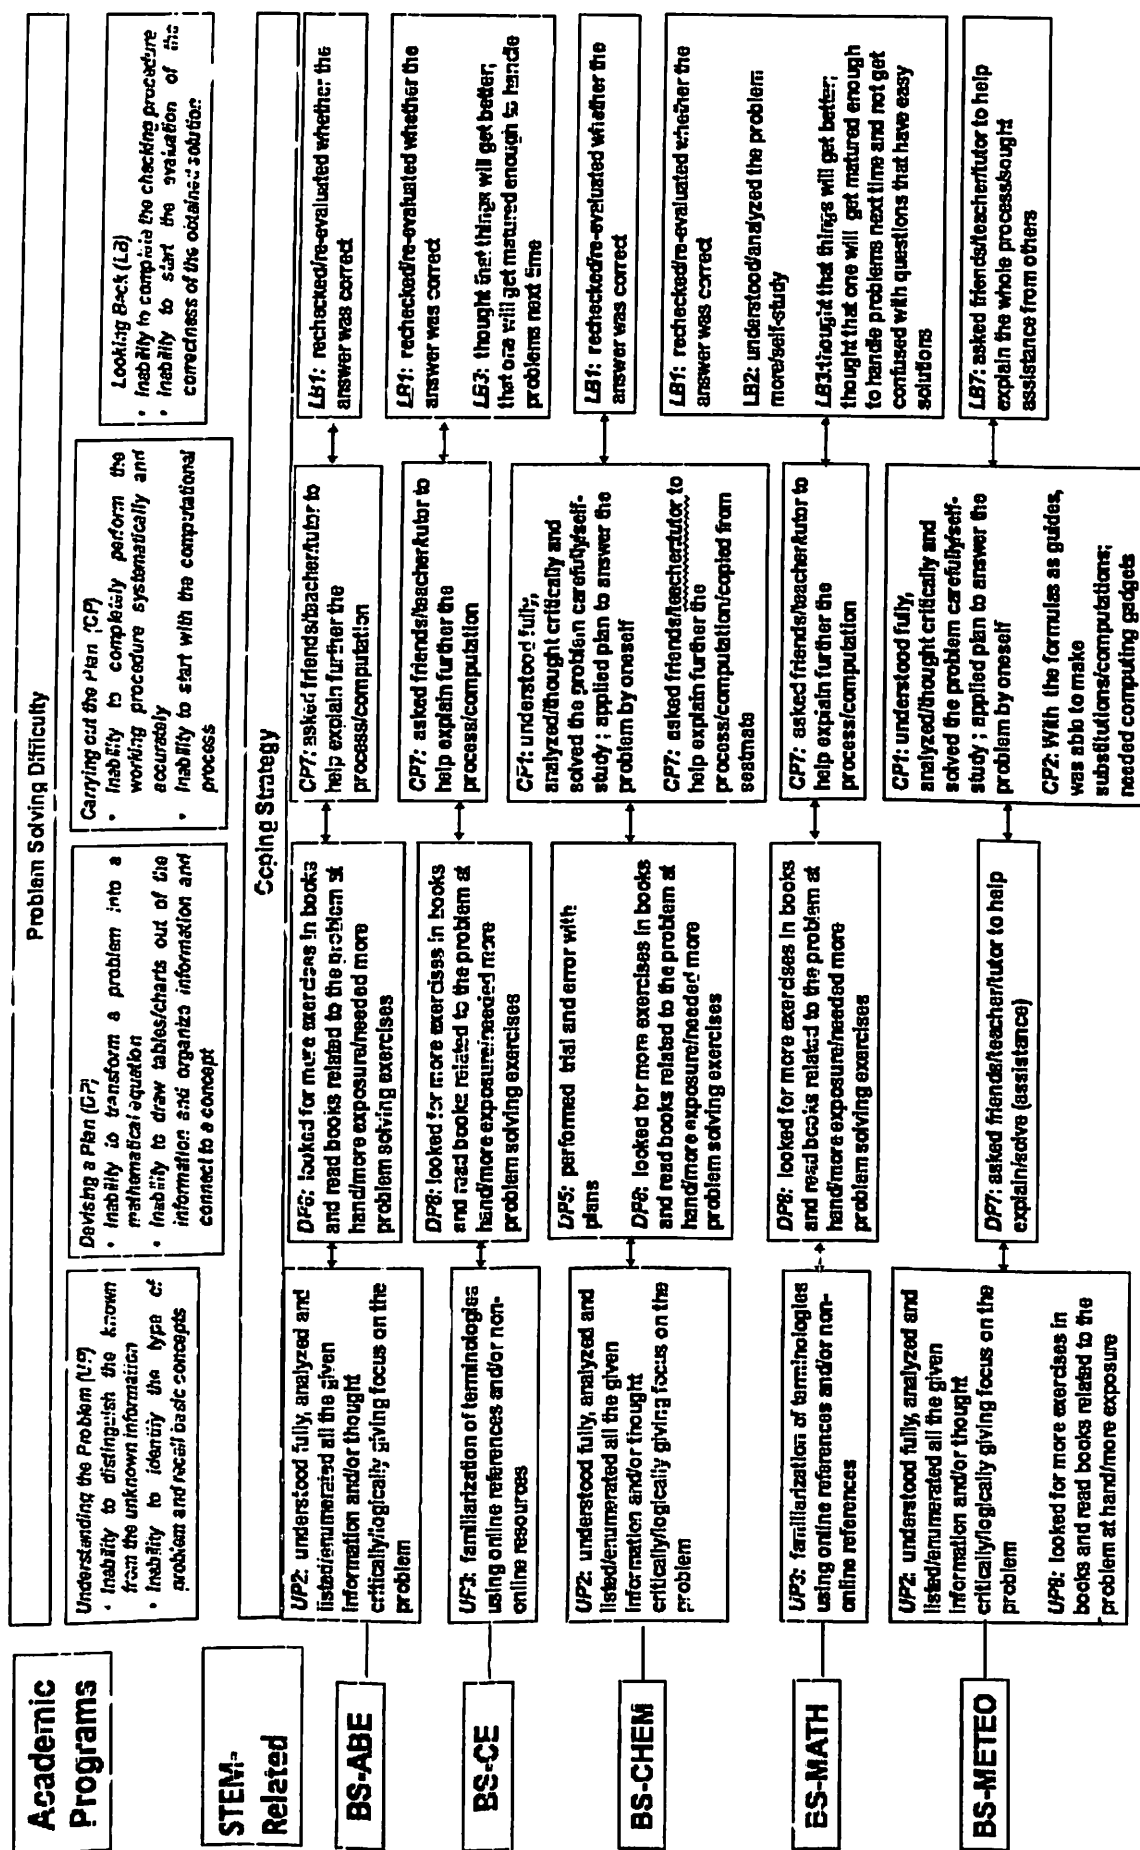 Academic
Programs
Problem Solving Difficulty
Understanding the Problem (UP)
• Inability to distinguish the known
from the unknown information
• Inability to identify the type of
problem and recall basic concepts
Devising a Plan (DP)
• Inability to transform a problem into a
mathematical equation
• Inability to draw tables/charts out of the
information and organize information and
connect to a concept
Carrying out the Plan (CP)
• Inability to completely perform the
working procedure systematically and
accurately
• Inability to start with the computational
process
Looking Back (LB)
• Inability to complete the checking procedure
• Inability to start the evaluation of the
correctness of the obtained solution
STEM-
Related
Coping Strategy
BS-ABE
UP2: understood fully, analyzed and
listed/enumerated all the given
information and/or thought
critically/logically giving focus on the
problem
DP6: looked for more exercises in books
and read books related to the problem at
hand/more exposure/needed more
problem solving exercises
CP7: asked friends/teacher/tutor to
help explain further the
process/computation
LB1: rechecked/re-evaluated whether the
answer was correct
BS-CE
UP3: familiarization of terminologies
using online references and/or non-
online resources
DP6: looked for more exercises in books
and read books related to the problem at
hand/more exposure/needed more
problem solving exercises
CP7: asked friends/teacher/tutor to
help explain further the
process/computation
LB1: rechecked/re-evaluated whether the
answer was correct
LB3: thought that things will get better;
that one will get matured enough to handle
problems next time
BS-CHEM
UP2: understood fully, analyzed and
listed/enumerated all the given
information and/or thought
critically/logically giving focus on the
problem
DP5: performed trial and error with
plans
DP6: looked for more exercises in books
and read books related to the problem at
hand/more exposure/needed more
problem solving exercises
CP1: understood fully,
analyzed/thought critically and
solved the problem carefully/self-
study ; applied plan to answer the
problem by oneself
CP7: asked friends/teacher/tutor to
help explain further the
process/computation/copied from
seatmate
LB1: rechecked/re-evaluated whether the
answer was correct
BS-MATH
UP3: familiarization of terminologies
using online references and/or non-
online references
DP6: looked for more exercises in books
and read books related to the problem at
hand/more exposure/needed more
problem solving exercises
CP7: asked friends/teacher/tutor to
help explain further the
process/computation
LB1: rechecked/re-evaluated whether the
answer was correct
LB2: understood/analyzed the problem
more/self-study
LB3:thought that things will get better;
thought that one will get matured enough
to handle problems next time and not get
confused with questions that have easy
solutions
BS-METEO
UP2: understood fully, analyzed and
listed/enumerated all the given
information and/or thought
critically/logically giving focus on the
problem
UP6: looked for more exercises in
books and read books related to the
problem at hand/more exposure
DP7: asked friends/teacher/tutor to help
explain/solve (assistance)
CP1: understood fully,
analyzed/thought critically and
solved the problem carefully/self-
study ; applied plan to answer the
problem by oneself
CP2: With the formulas as guides,
was able to make
substitutions/computations;
needed computing gadgets
LB7: asked friends/teacher/tutor to help
explain the whole process/sought
assistance from others